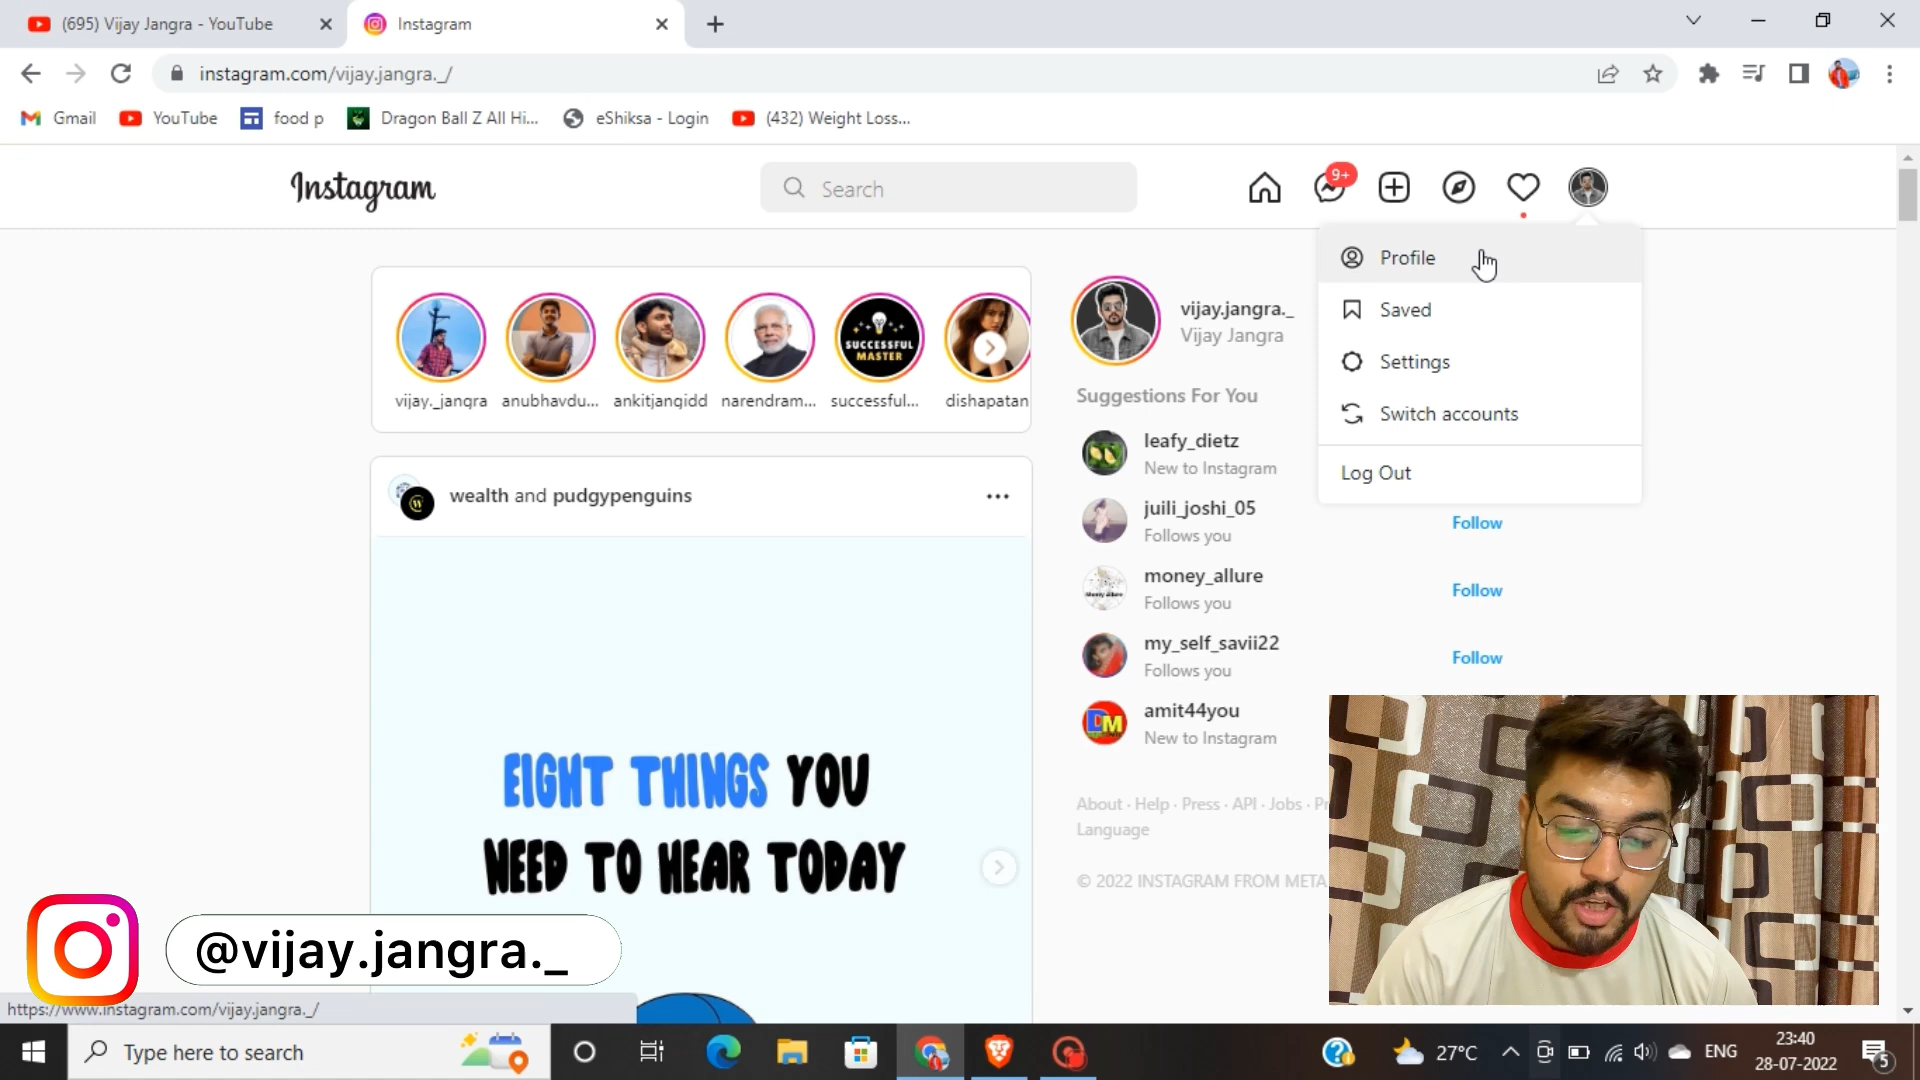 (695) Vijay Jangra - YouTube
Instagram
instagram.com/vijay.jangra._/
Gmail
YouTube
food p
Dragon Ball Z All Hi...
eShiksa - Login
(432) Weight Loss...
Instagram
Search
9+
Profile
Saved
Settings
Switch accounts
Log Out
SUCCESSFUL
MASTER
vijay._jangra
anubhavdu...
ankitjangidd
narendram...
successful...
dishapatan
vijay.jangra._
Vijay Jangra
Suggestions For You
leafy_dietz
New to Instagram
juili_joshi_05
Follows you
Follow
money_allure
Follows you
Follow
my_self_savii22
Follows you
Follow
DM
amit44you
New to Instagram
About · Help · Press · API · Jobs · Pr
Language
© 2022 INSTAGRAM FROM META
wealth and pudgypenguins
EIGHT THINGS YOU
NEED TO HEAR TODAY
@vijay.jangra._
https://www.instagram.com/vijay.jangra._/
Type here to search
27°C
ENG
23:40
28-07-2022
5